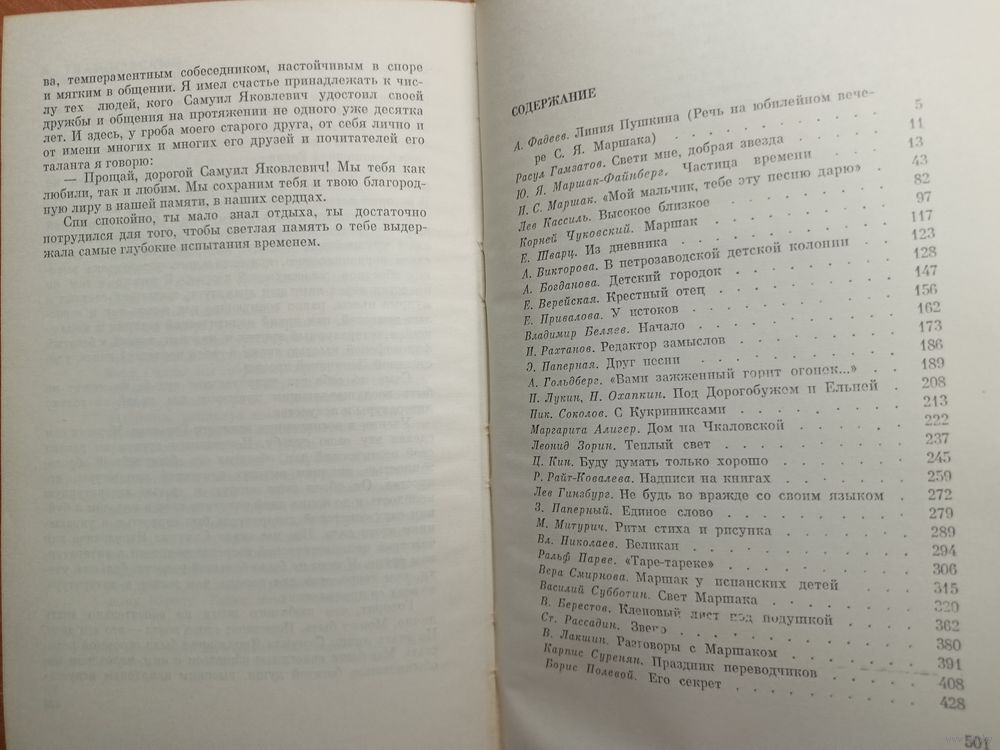 ва, темпераментным собеседником, настойчивым в споре
и мягким в общении. Я имел счастье принадлежать к чис-
лу тех людей, кого Самуил Яковлевич удостоил своей
дружбы и общения на протяжении не одного уже десятка
лет. И здесь, у гроба моего старого друга, от себя лично и
от имени многих и многих его друзей и почитателей его
таланта я говорю:
— Прощай, дорогой Самуил Яковлевич! Мы тебя как
любили, так и любим. Мы сохраним тебя и твою благород-
ную лиру в нашей памяти, в наших сердцах.
Спи спокойно, ты мало знал отдыха, ты достаточно
потрудился для того, чтобы светлая память о тебе выдер-
жала самые глубокие испытания временем.
СОДЕРЖАНИЕ
А. Фадеев. Линия Пушкина (Речь на юбилейном вече-
ре С. Я. Маршака) 5
Расул Гамзатов. Свети мне, добрая звезда 11
Ю. Я. Маршак-Файнберг. Частица времени 13
И. С. Маршак. «Мой мальчик, тебе эту песню дарю» 43
Лев Кассиль. Высокое близкое 82
Корней Чуковский. Маршак 97
Е. Шварц. Из дневника 117
А. Викторова. В петрозаводской детской колонии 123
А. Богданова. Детский городок 128
Е. Верейская. Крестный отец 147
Е. Привалова. У истоков 156
Владимир Беляев. Начало 162
И. Рахтанов. Редактор замыслов 173
Э. Паперная. Друг песни 186
А. Гольдберг. «Вами зажженный горит огонек...» 189
П. Лукин, Н. Охапкин. Под Дорогобужем и Ельней 208
Ник. Соколов. С Кукриниксами 213
Маргарита Алигер. Дом на Чкаловской 222
Леонид Зорин. Теплый свет 237
Ц. Кин. Буду думать только хорошо 245
Р. Райт-Ковалева. Надписи на книгах 259
Лев Гинзбург. Не будь во вражде со своим языком 272
З. Паперный. Единое слово 279
М. Митурич. Ритм стиха и рисунка 289
Вл. Николаев. Великан 294
Ральф Парве. «Таре-тареке» 306
Вера Смирнова. Маршак у испанских детей 315
Василий Субботин. Свет Маршака 320
В. Берестов. Кленовый лист под подушкой 362
Ст. Рассадин. 380
В. Лакшин. Разговоры с Маршаком 391
Карпис Суренян. Праздник переводчиков 408
Борис Полевой. Его секрет 428
501